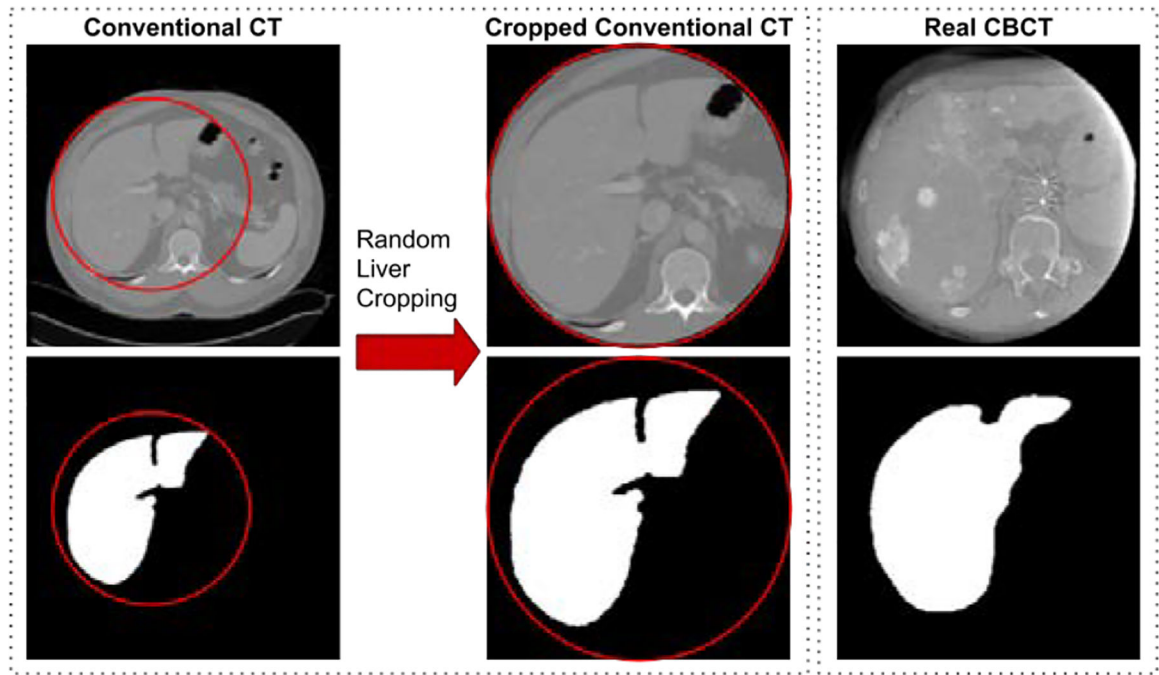 Conventional CT
Cropped Conventional CT
Real CBCT
Random
Liver
Cropping